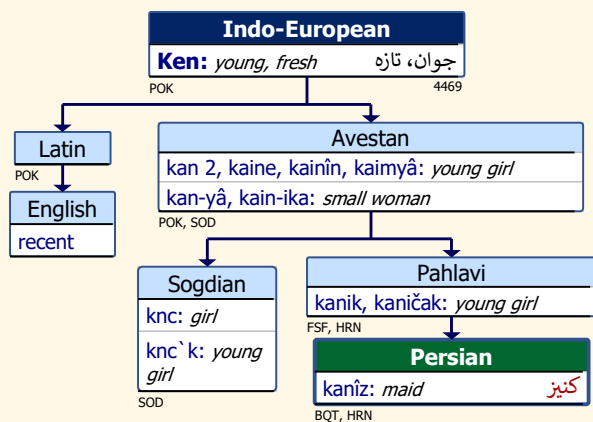 Indo-European
Ken: young, fresh جوان، تازه
POK 4469
Latin
POK
English
recent
Avestan
kan 2, kaine, kainîn, kaimyâ: young girl
kan-yâ, kain-ika: small woman
POK, SOD
Sogdian
knc: girl
knc`k: young
girl
SOD
Pahlavi
kanik, kaničak: young girl
FSF, HRN
Persian
kanîz: maid کنیز
BQT, HRN